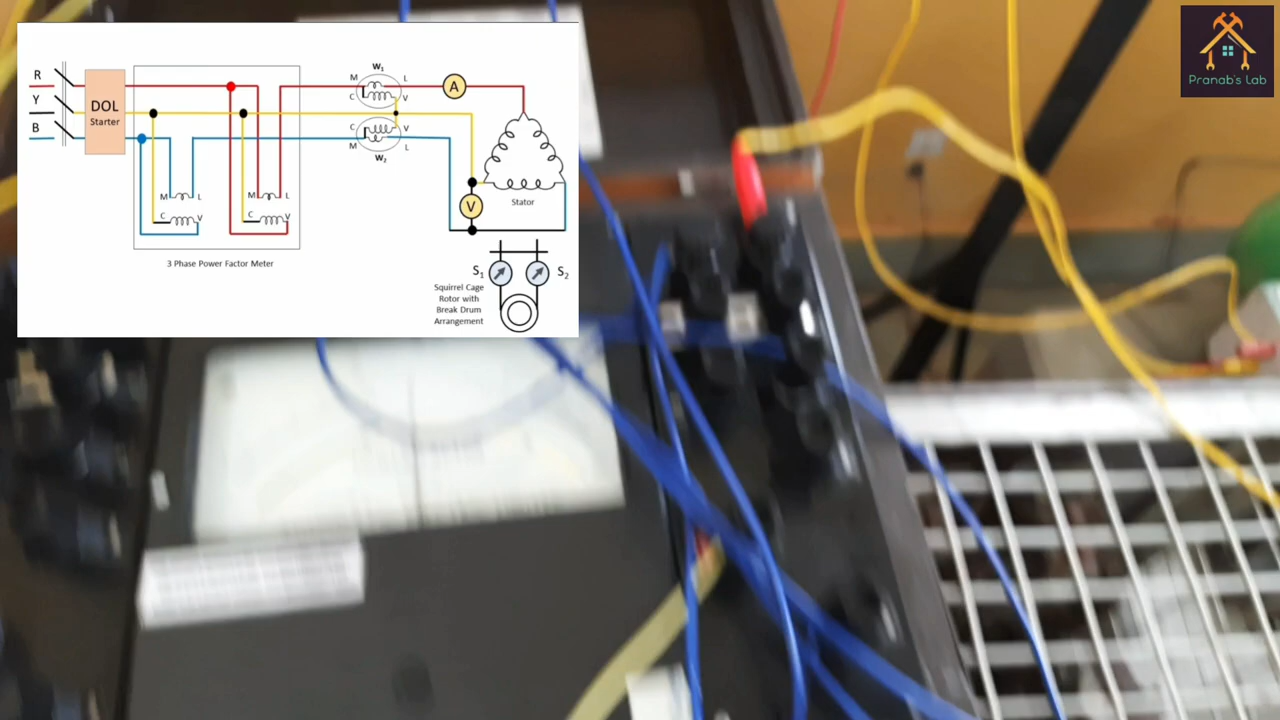 R
Y
B
DOL
Starter
M
L
C
V
M
L
C
V
3 Phase Power Factor Meter
W1
M
L
C
V
C
V
M
L
W2
A
V
Stator
S1
S2
Squirrel Cage
Rotor with
Break Drum
Arrangement
Pranab's Lab